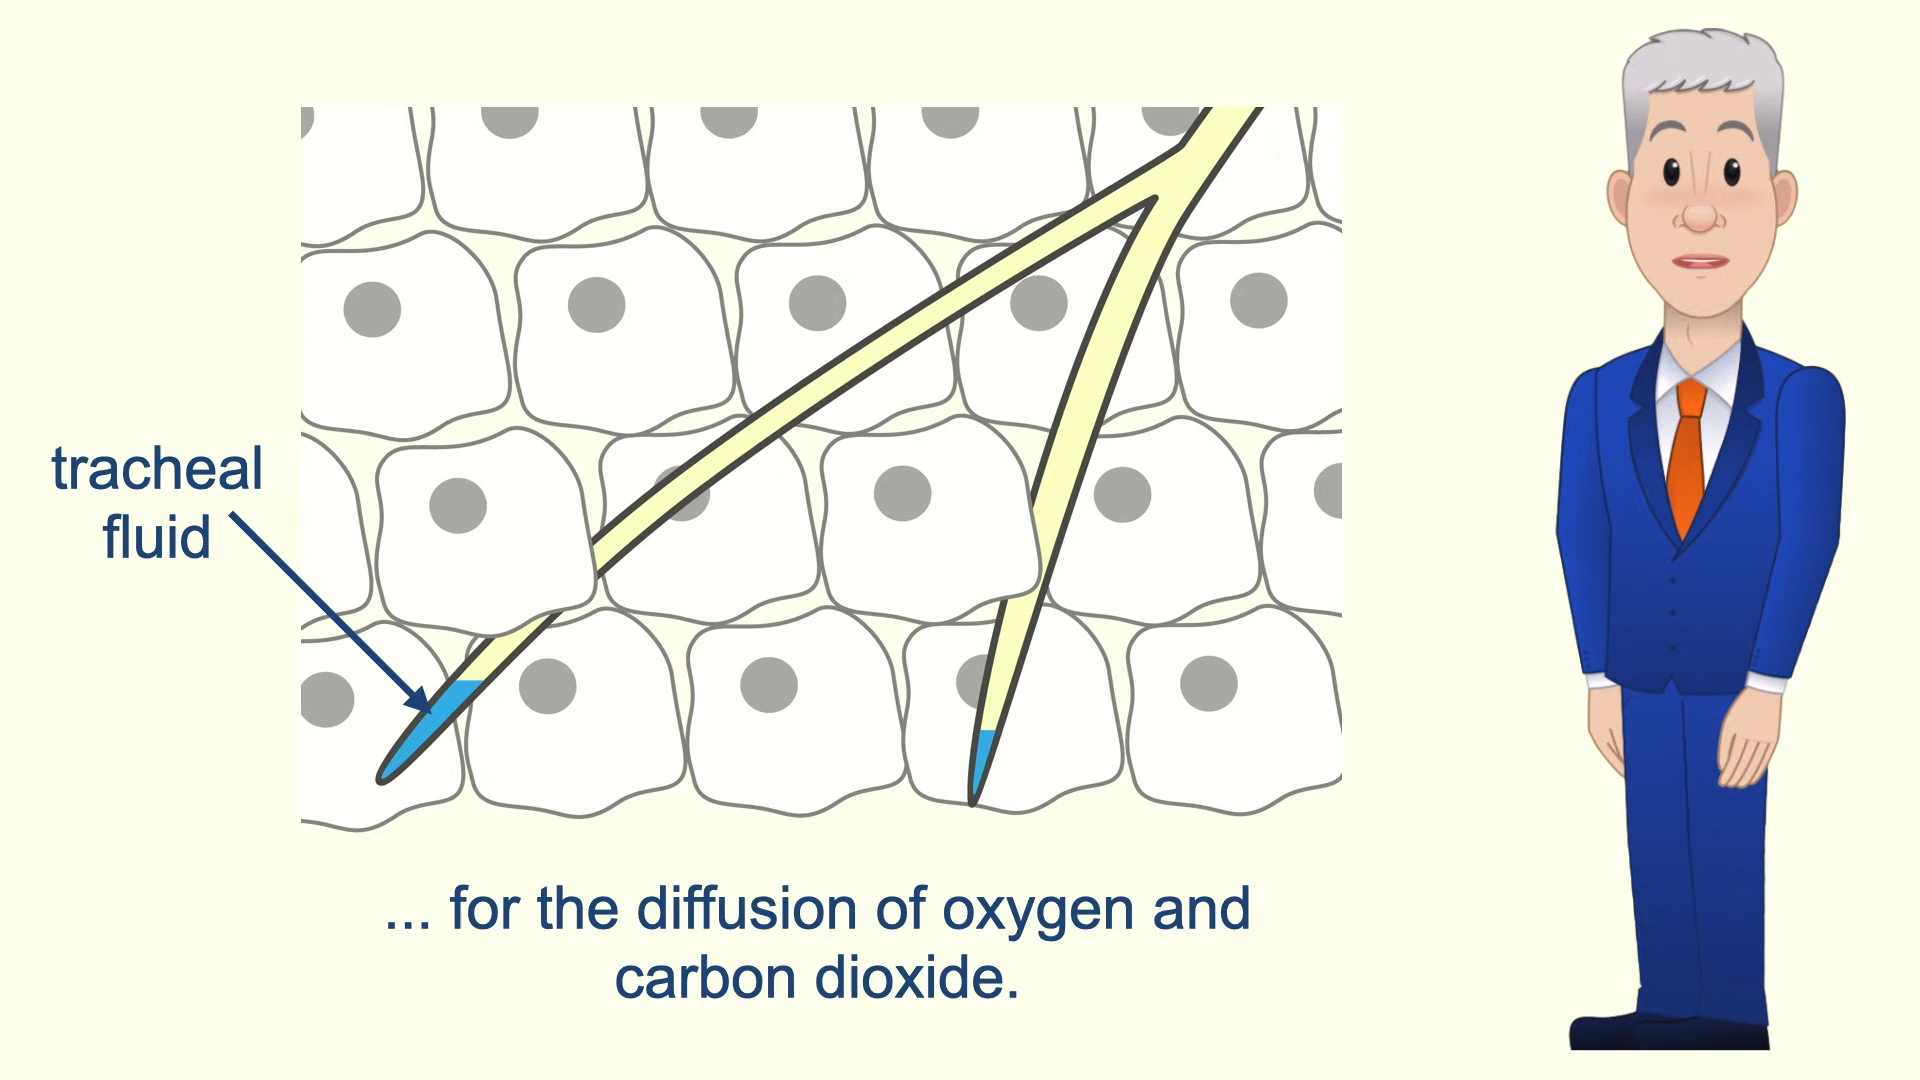 tracheal
fluid
... for the diffusion of oxygen and
carbon dioxide.